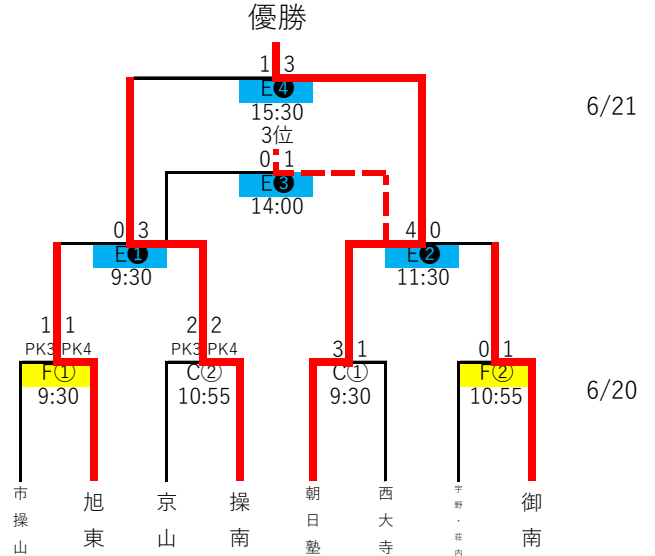 優勝
1 3
E❹
15:30
6/21
3位
0 1
E❸
14:00
0 3
E❶
9:30
4 0
E❷
11:30
1 1
PK3 PK4
F①
9:30
2 2
PK3 PK4
C②
10:55
3 1
C①
9:30
0 1
F②
10:55
6/20
市操山
旭東
京山
操南
朝日塾
西大寺
宇野・荘内
御南